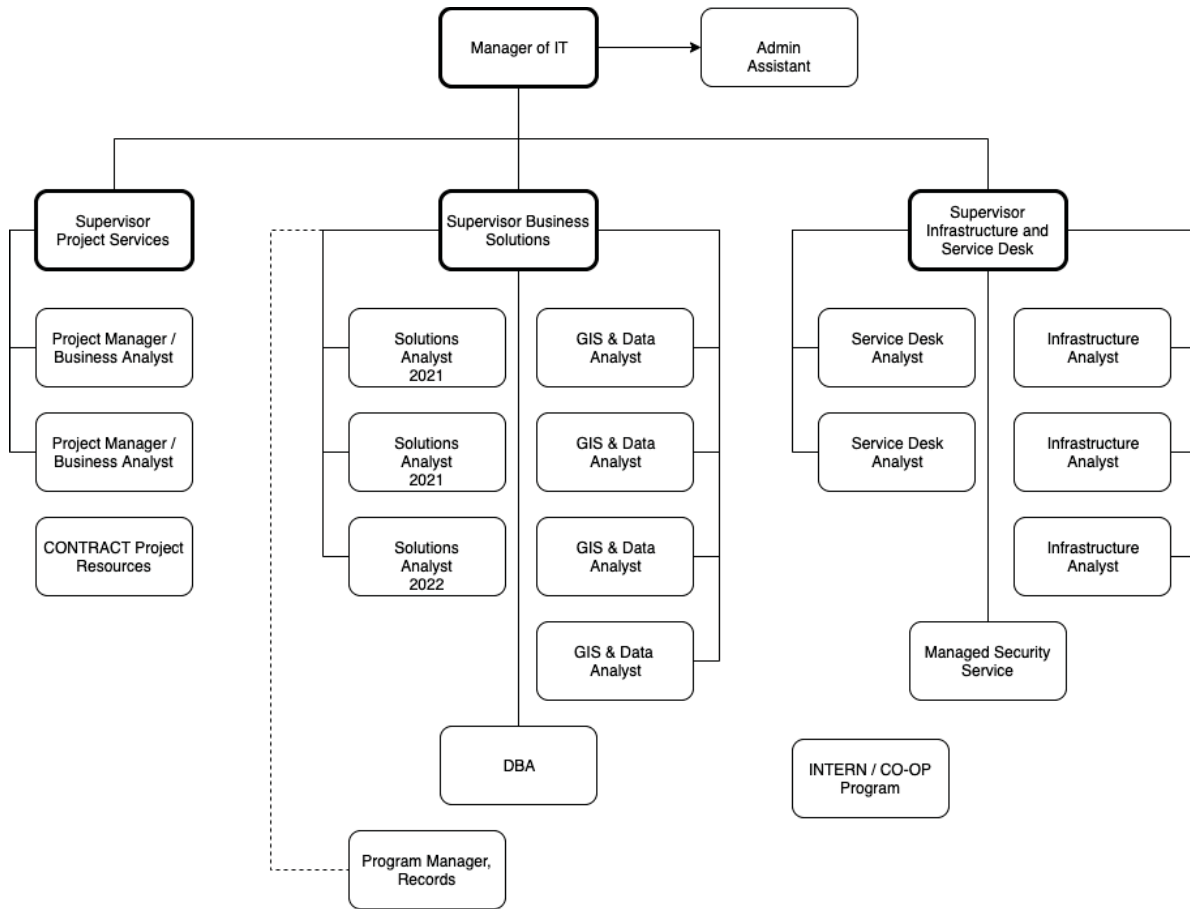 Manager of IT
Admin
Assistant
Supervisor
Project Services
Project Manager /
Business Analyst
Project Manager /
Business Analyst
CONTRACT Project
Resources
Supervisor Business
Solutions
Solutions
Analyst
2021
Solutions
Analyst
2021
Solutions
Analyst
2022
GIS & Data
Analyst
GIS & Data
Analyst
GIS & Data
Analyst
GIS & Data
Analyst
DBA
Program Manager,
Records
Supervisor
Infrastructure and
Service Desk
Service Desk
Analyst
Service Desk
Analyst
Infrastructure
Analyst
Infrastructure
Analyst
Infrastructure
Analyst
Managed Security
Service
INTERN / CO-OP
Program